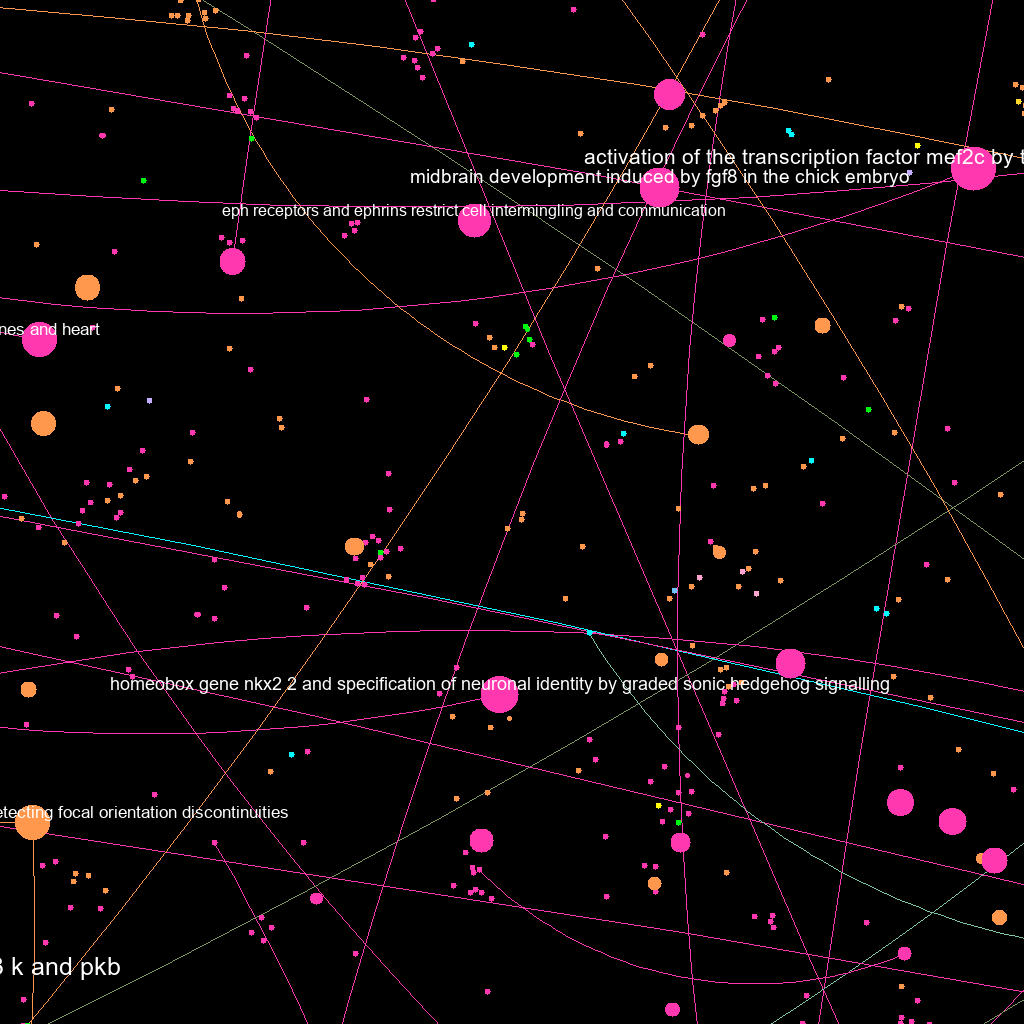 activation of the transcription factor mef2c by t
midbrain development induced by fgf8 in the chick embryo
eph receptors and ephrins restrict cell intermingling and communication
nes and heart
homeobox gene nkx2 2 and specification of neuronal identity by graded sonic hedgehog signalling
etecting focal orientation discontinuities
k and pkb